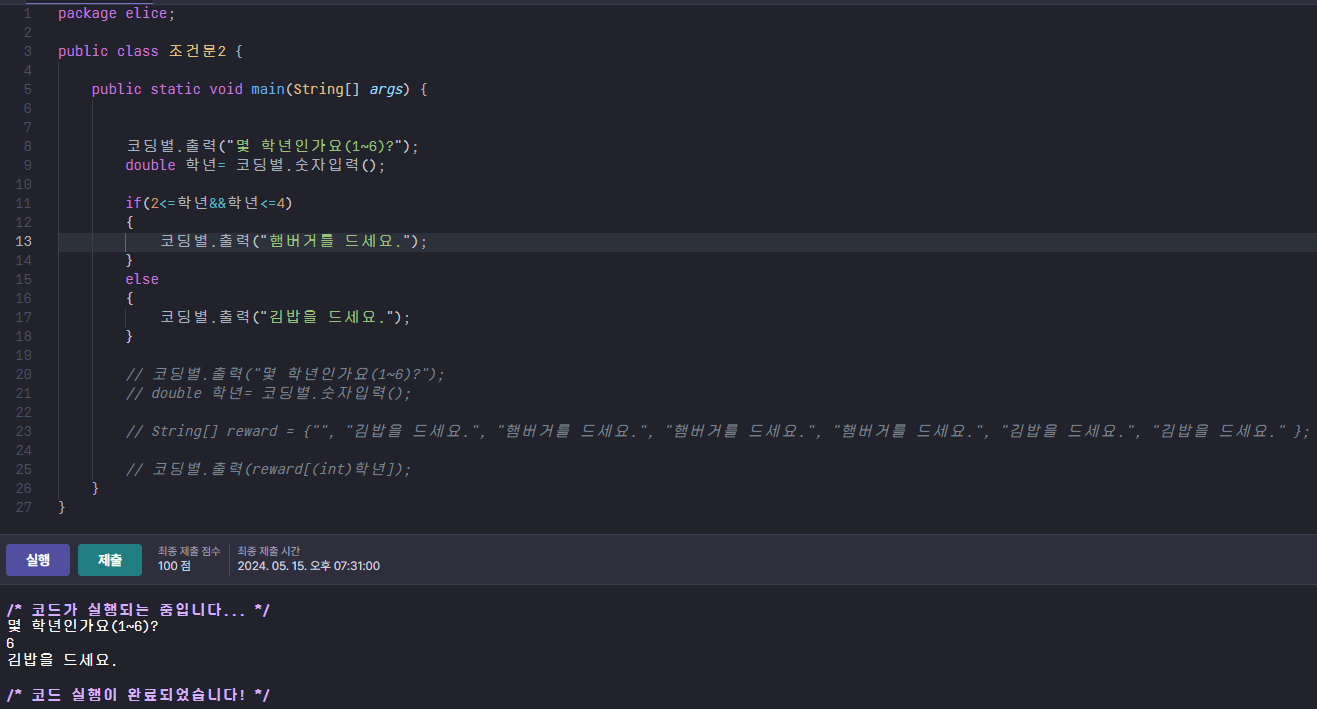 1 package elice;
2
3 public class 조건문2 {
4
5 public static void main(String[] args) {
6
7
8 코딩별.출력("몇 학년인가요(1~6)?");
9 double 학년= 코딩별.숫자입력();
10
11 if(2<=학년&&학년<=4)
12 {
13 코딩별.출력("햄버거를 드세요.");
14 }
15 else
16 {
17 코딩별.출력("김밥을 드세요.");
18 }
19
20 // 코딩별.출력("몇 학년인가요(1~6)?");
21 // double 학년= 코딩별.숫자입력();
22
23 // String[] reward = {"", "김밥을 드세요.", "햄버거를 드세요.", "햄버거를 드세요.", "햄버거를 드세요.", "김밥을 드세요.", "김밥을 드세요." };
24
25 // 코딩별.출력(reward[(int)학년]);
26 }
27 }
실행 제출 최종 제출 점수 최종 제출 시간
100 점 2024. 05. 15. 오후 07:31:00
/* 코드가 실행되는 중입니다... */
몇 학년인가요(1~6)?
6
김밥을 드세요.
/* 코드 실행이 완료되었습니다! */